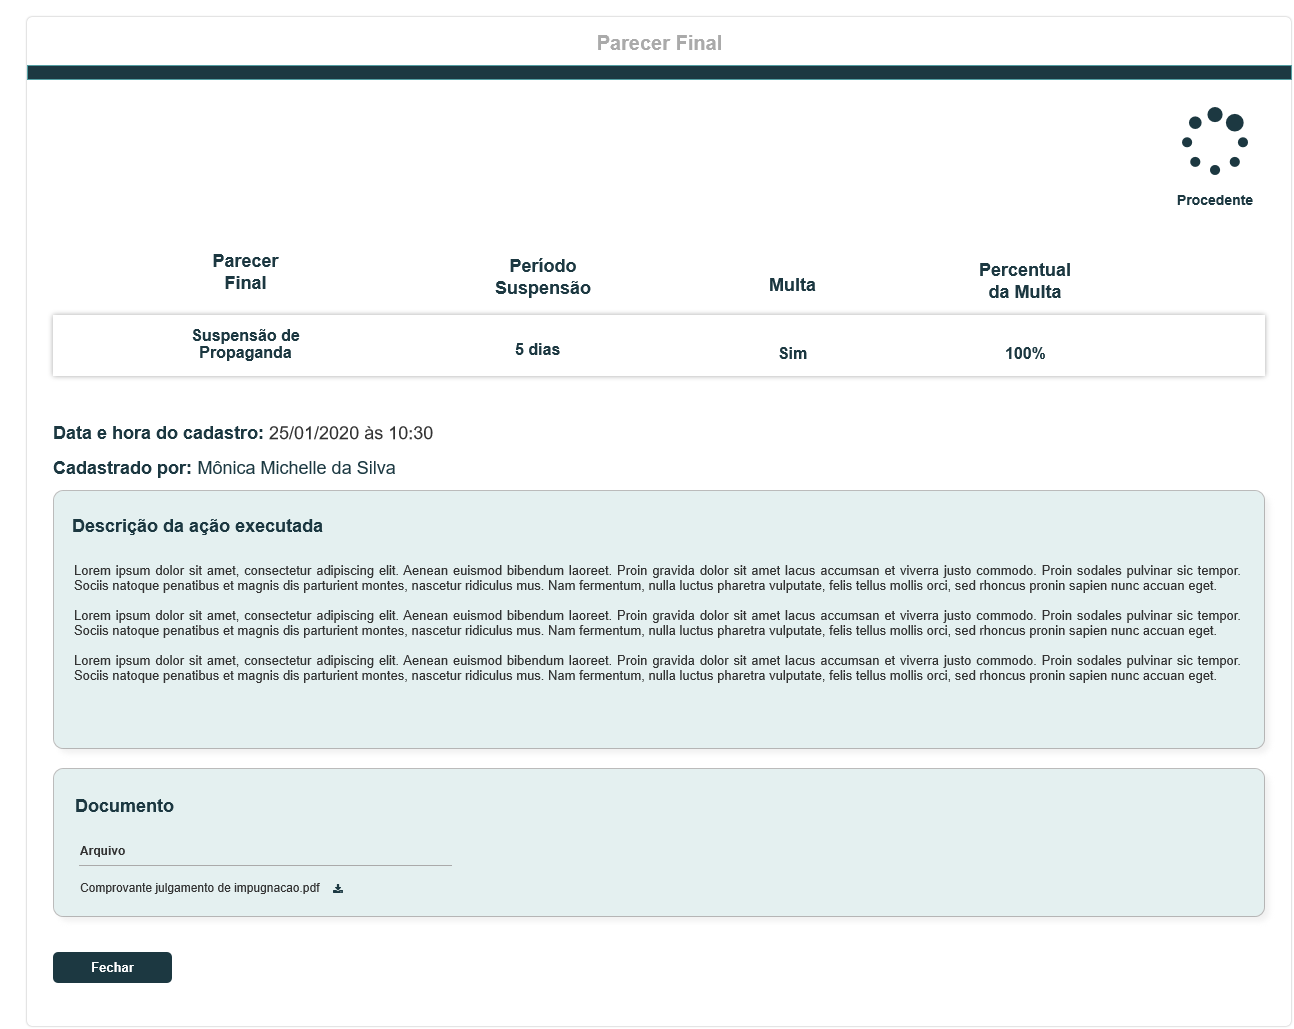 Parecer Final
Procedente
Parecer
Final
Período
Suspensão
Multa
Percentual
da Multa
Suspensão de
Propaganda
5 dias
Sim
100%
Data e hora do cadastro: 25/01/2020 às 10:30
Cadastrado por: Mônica Michelle da Silva
Descrição da ação executada
Lorem ipsum dolor sit amet, consectetur adipiscing elit. Aenean euismod bibendum laoreet. Proin gravida dolor sit amet lacus accumsan et viverra justo commodo. Proin sodales pulvinar sic tempor.
Sociis natoque penatibus et magnis dis parturient montes, nascetur ridiculus mus. Nam fermentum, nulla luctus pharetra vulputate, felis tellus mollis orci, sed rhoncus pronin sapien nunc accuan eget.
Lorem ipsum dolor sit amet, consectetur adipiscing elit. Aenean euismod bibendum laoreet. Proin gravida dolor sit amet lacus accumsan et viverra justo commodo. Proin sodales pulvinar sic tempor.
Sociis natoque penatibus et magnis dis parturient montes, nascetur ridiculus mus. Nam fermentum, nulla luctus pharetra vulputate, felis tellus mollis orci, sed rhoncus pronin sapien nunc accuan eget.
Lorem ipsum dolor sit amet, consectetur adipiscing elit. Aenean euismod bibendum laoreet. Proin gravida dolor sit amet lacus accumsan et viverra justo commodo. Proin sodales pulvinar sic tempor.
Sociis natoque penatibus et magnis dis parturient montes, nascetur ridiculus mus. Nam fermentum, nulla luctus pharetra vulputate, felis tellus mollis orci, sed rhoncus pronin sapien nunc accuan eget.
Documento
Arquivo
Comprovante julgamento de impugnacao.pdf
Fechar